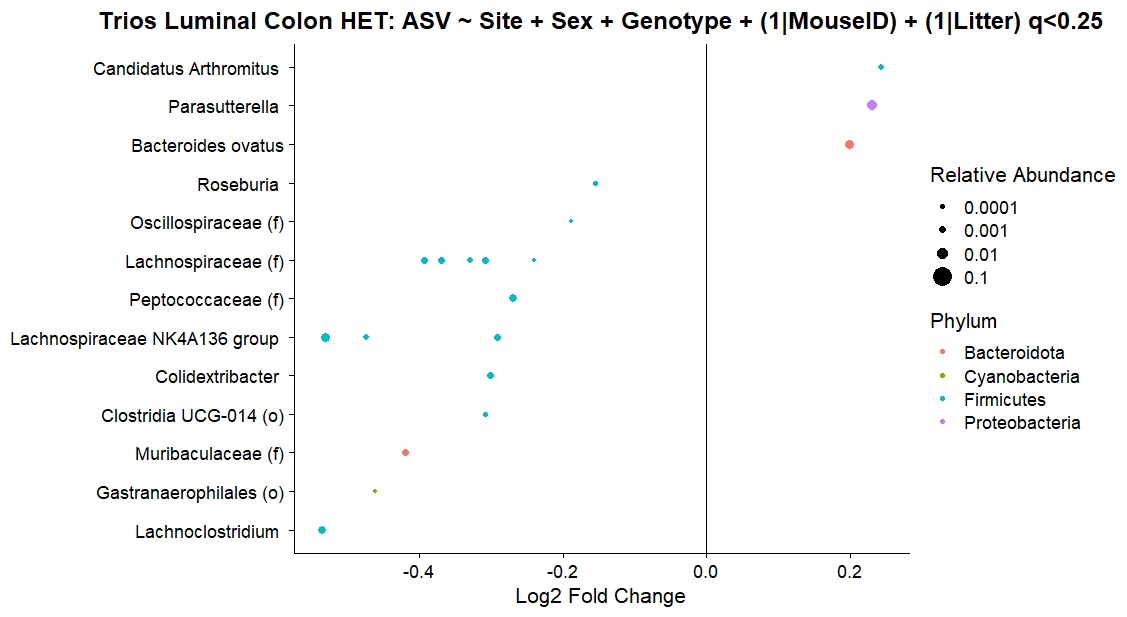 Trios Luminal Colon HET: ASV ~ Site + Sex + Genotype + (1|MouseID) + (1|Litter) q<0.25
Candidatus Arthromitus
Parasutterella
Bacteroides ovatus
Roseburia
Oscillospiraceae (f)
Lachnospiraceae (f)
Peptococcaceae (f)
Lachnospiraceae NK4A136 group
Colidextribacter
Clostridia UCG-014 (o)
Muribaculaceae (f)
Gastranaerophilales (o)
Lachnoclostridium
-0.4 -0.2 0.0 0.2
Log2 Fold Change
Relative Abundance
0.0001
0.001
0.01
0.1
Phylum
Bacteroidota
Cyanobacteria
Firmicutes
Proteobacteria